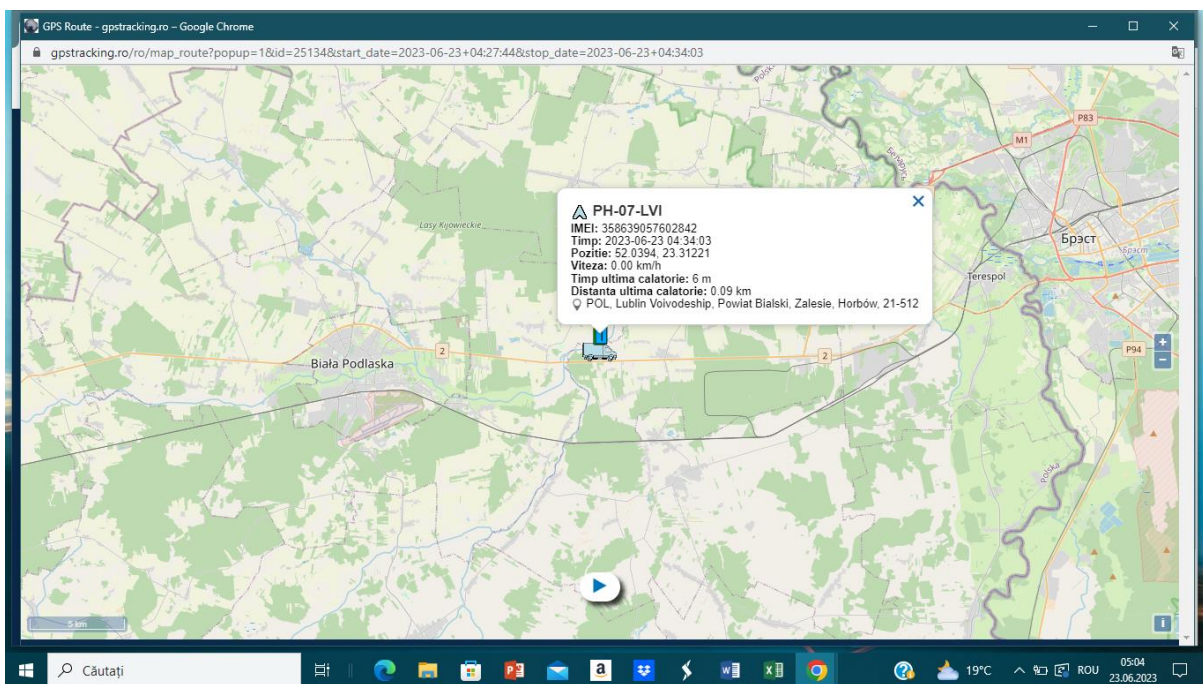 GPS Route - gpstracking.ro – Google Chrome
gpstracking.ro/ro/map_route?popup=1&id=25134&start_date=2023-06-23+04:27:44&stop_date=2023-06-23+04:34:03
Polska
P83
M1
Беларусь
PH-07-LVI
IMEI: 358639057602842
Timp: 2023-06-23 04:34:03
Pozitie: 52.0394, 23.31221
Viteza: 0.00 km/h
Timp ultima calatorie: 6 m
Distanta ultima calatorie: 0.09 km
POL, Lublin Voivodeship, Powiat Bialski, Zalesie, Horbów, 21-512
Lasy Kijowieckie
Брэст
Брэст
Terespol
2
2
P94
+
−
Biała Podlaska
Polska
5 km
i
Căutați
a
19°C
ROU
05:04
23.06.2023